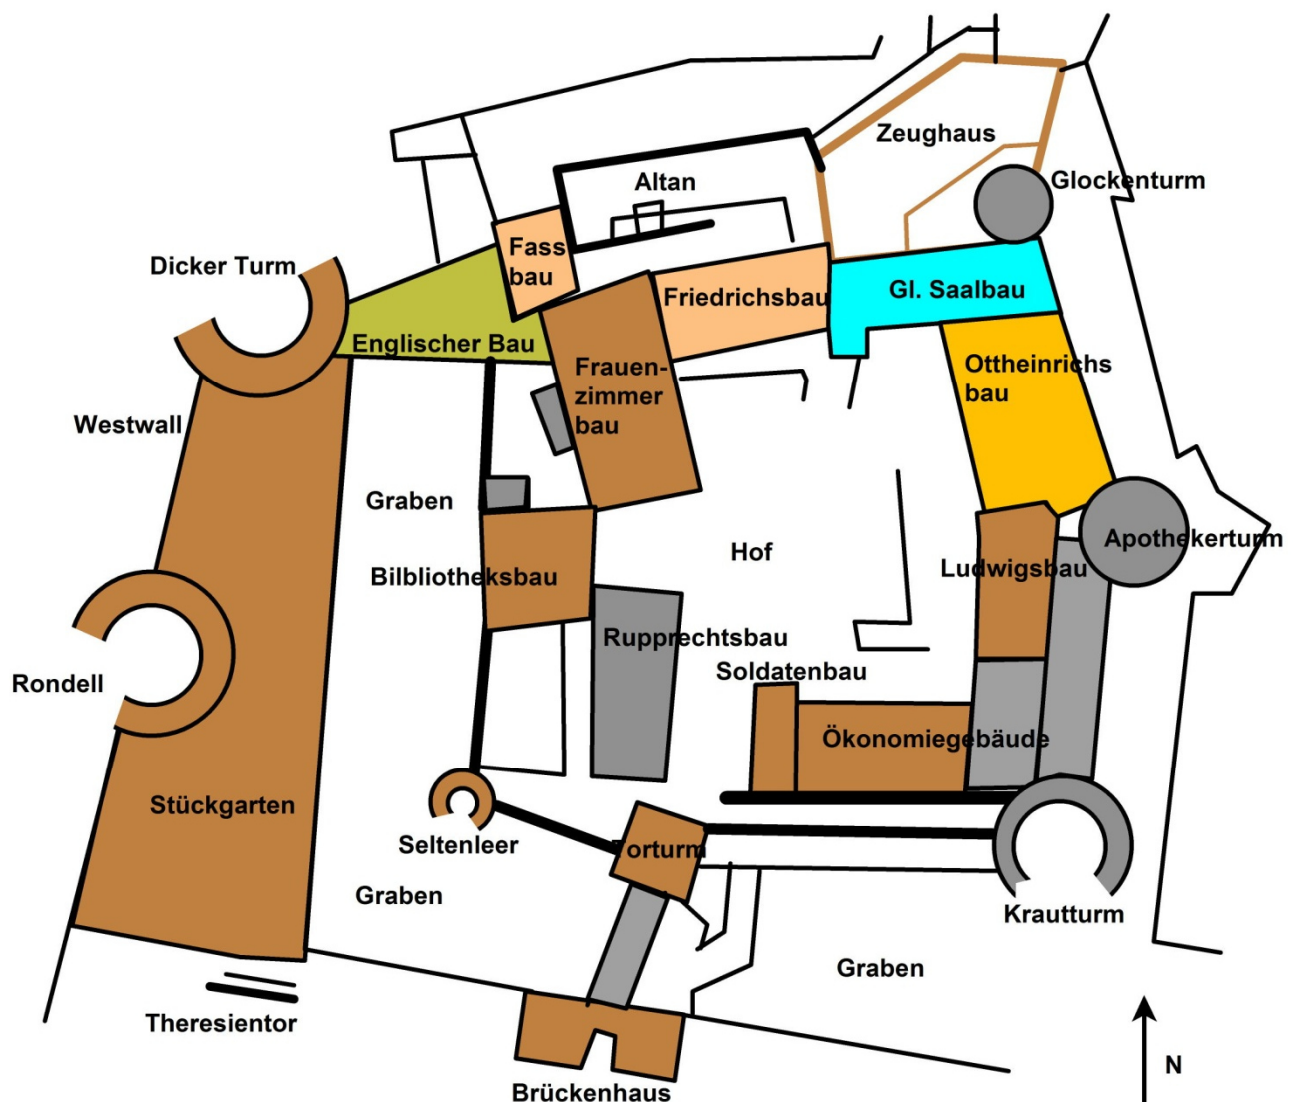 Zeughaus
Altan
Glockenturm
Fass
bau
Dicker Turm
Friedrichsbau
Gl. Saalbau
Englischer Bau
Frauen-
zimmer
bau
Ottheinrichs
bau
Westwall
Graben
Hof
Apothekerturm
Ludwigsbau
Bilbliotheksbau
Rupprechtsbau
Soldatenbau
Rondell
Ökonomiegebäude
Stückgarten
Seltenleer
Torturm
Graben
Krautturm
Graben
Theresientor
N
Brückenhaus